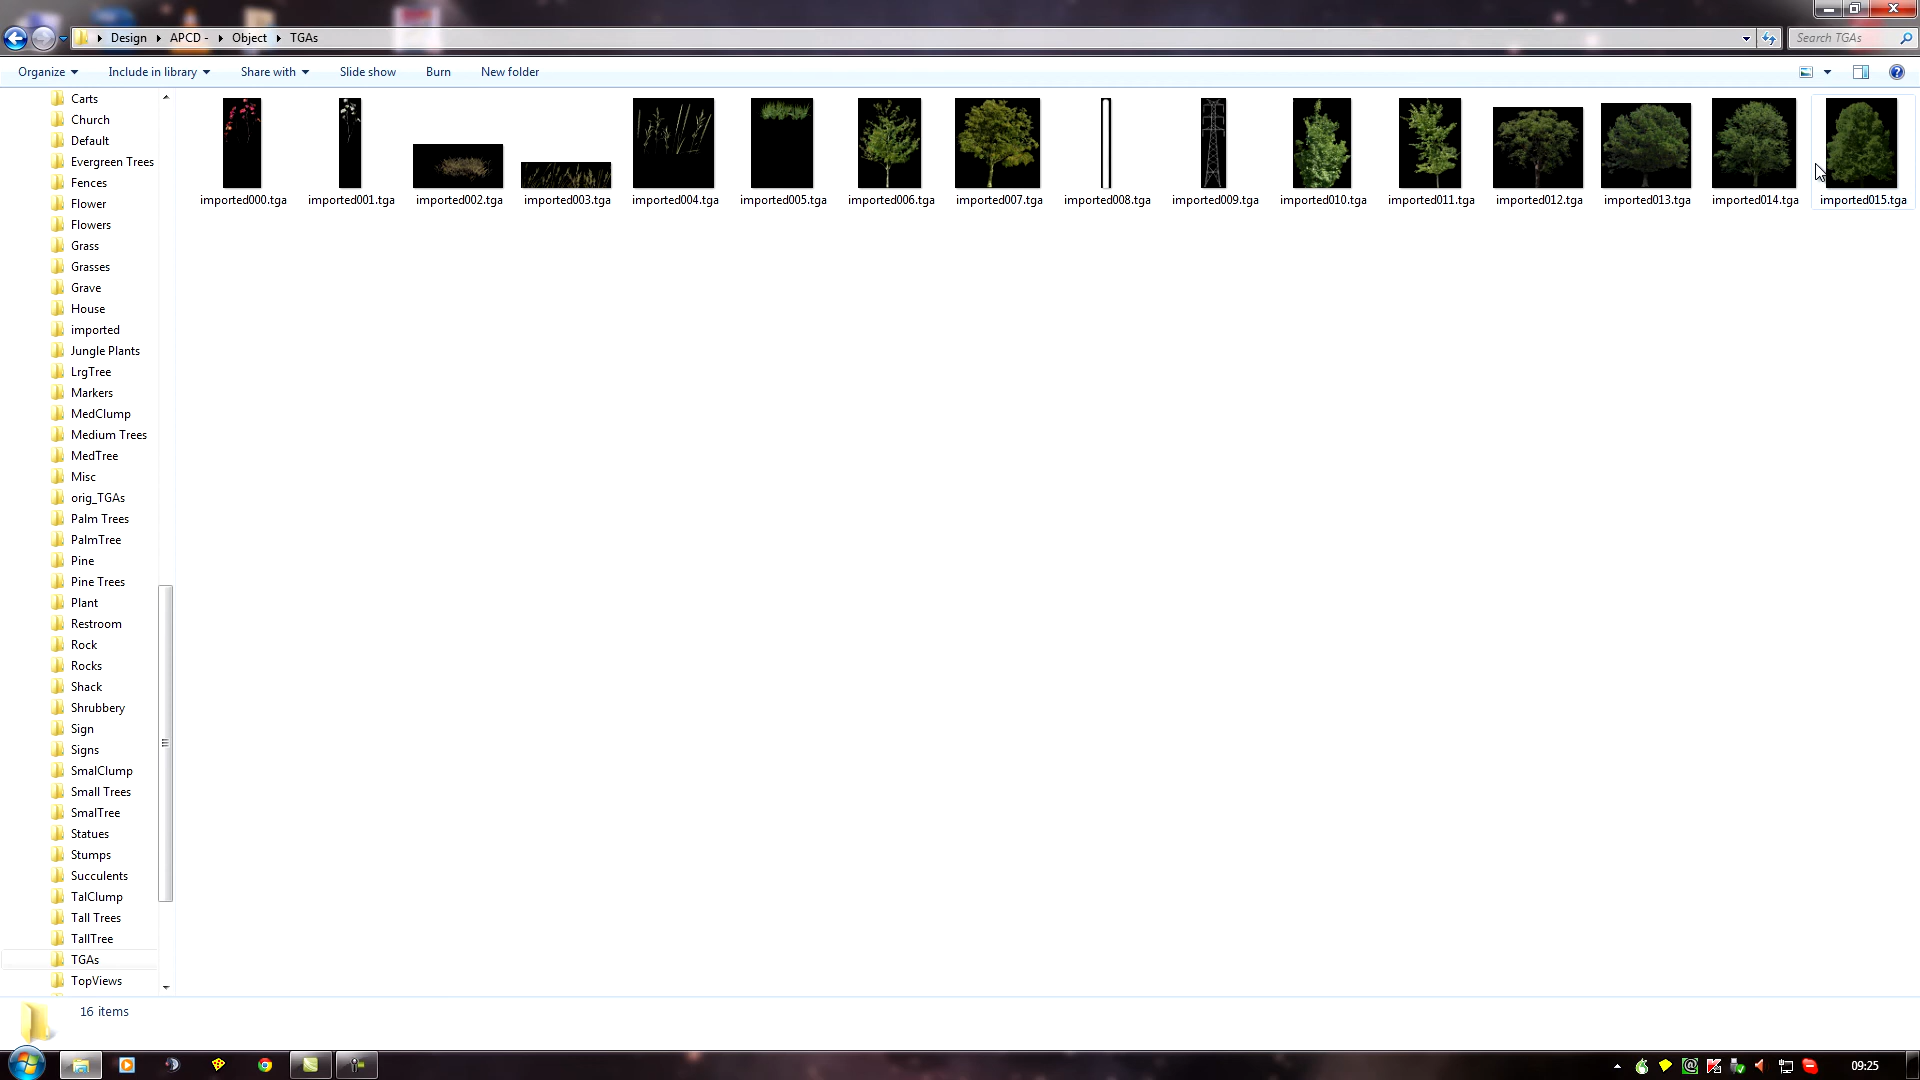 Design ▸ APCD - ▸ Object ▸ TGAs
Search TGAs
Organize Include in library Share with Slide show Burn New folder
Carts
Church
Default
Evergreen Trees
Fences
Flower
Flowers
Grass
Grasses
Grave
House
imported
Jungle Plants
LrgTree
Markers
MedClump
Medium Trees
MedTree
Misc
orig_TGAs
Palm Trees
PalmTree
Pine
Pine Trees
Plant
Restroom
Rock
Rocks
Shack
Shrubbery
Sign
Signs
SmalClump
Small Trees
SmalTree
Statues
Stumps
Succulents
TalClump
Tall Trees
TallTree
TGAs
TopViews
imported000.tga imported001.tga imported002.tga imported003.tga imported004.tga imported005.tga imported006.tga imported007.tga imported008.tga imported009.tga imported010.tga imported011.tga imported012.tga imported013.tga imported014.tga imported015.tga
16 items
09:25